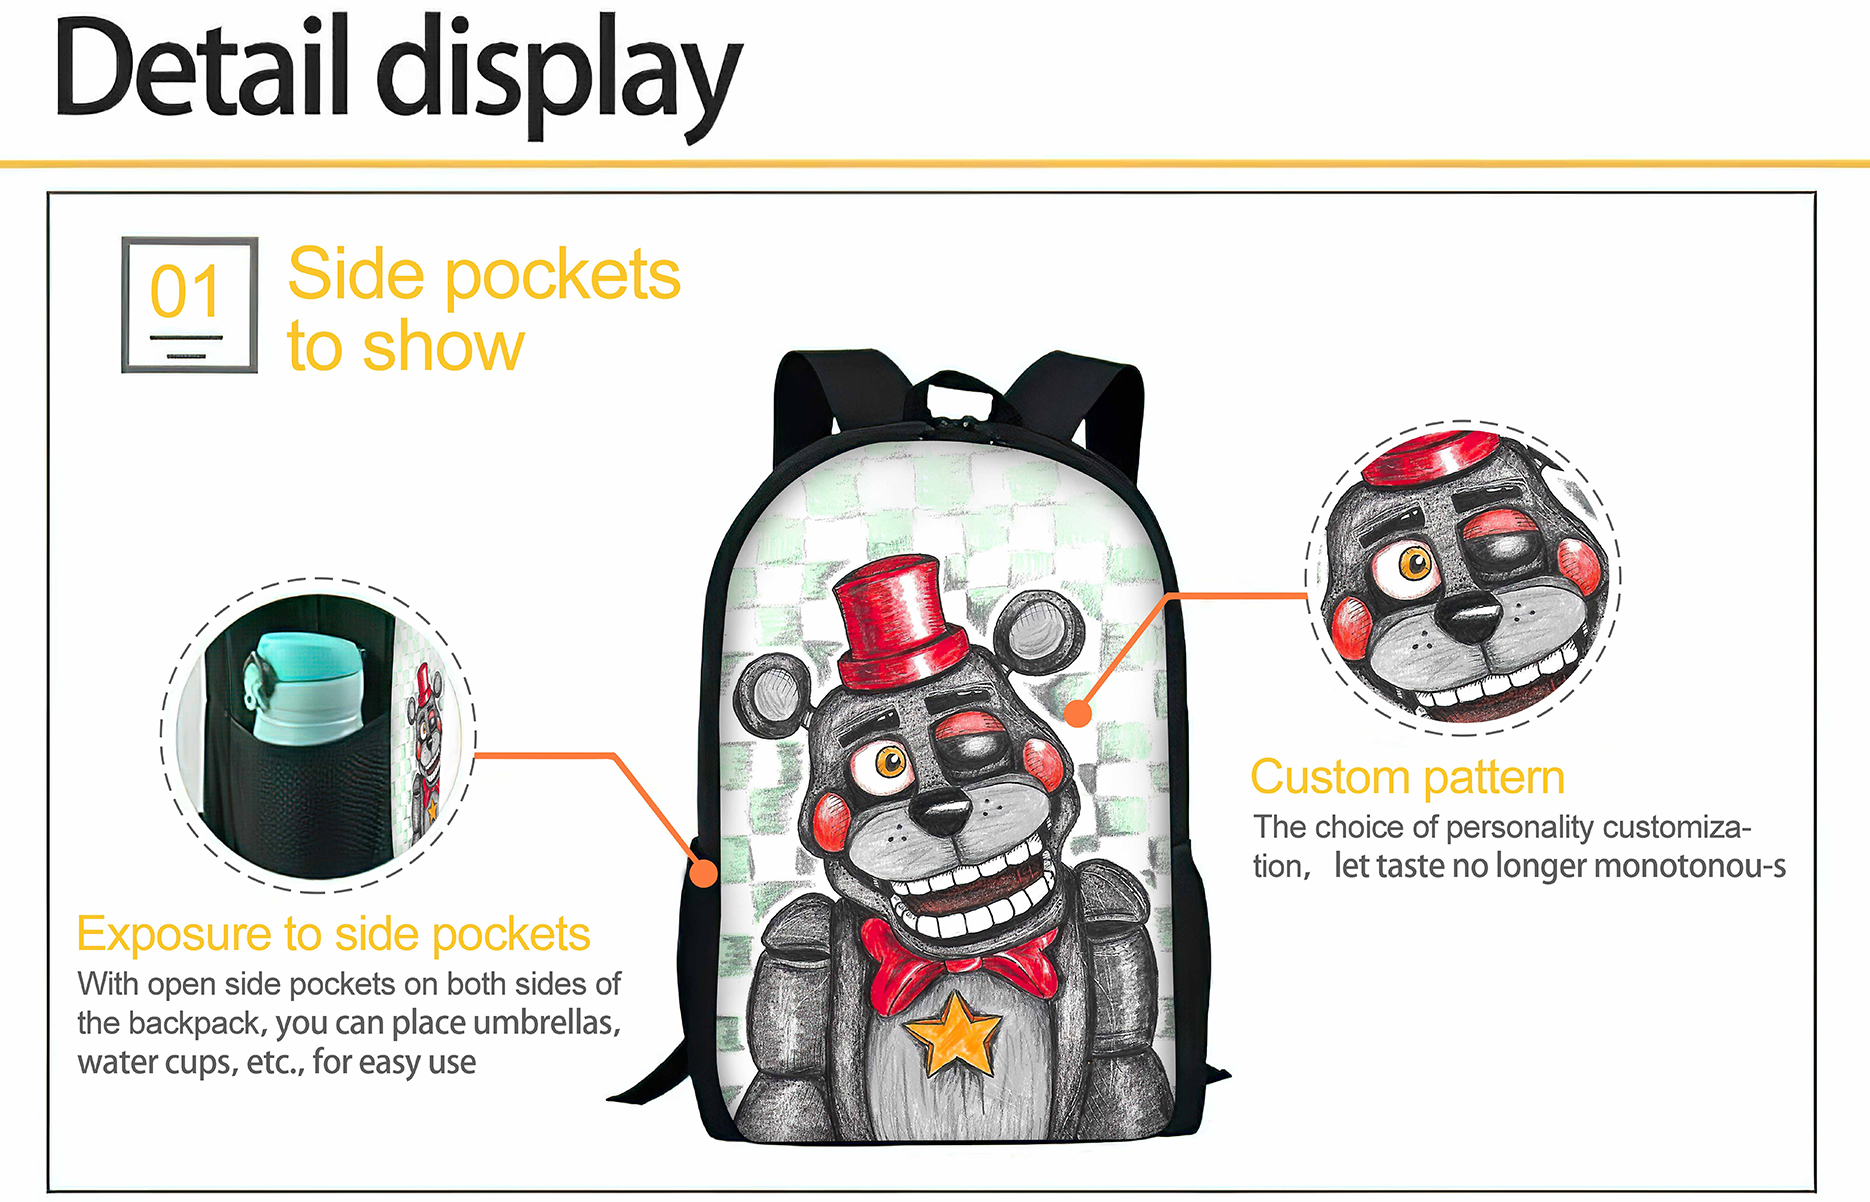 Detail display
01
Side pockets
to show
Custom pattern
The choice of personality customiza-
tion, let taste no longer monotonou-s
Exposure to side pockets
With open side pockets on both sides of
the backpack, you can place umbrellas,
water cups, etc., for easy use